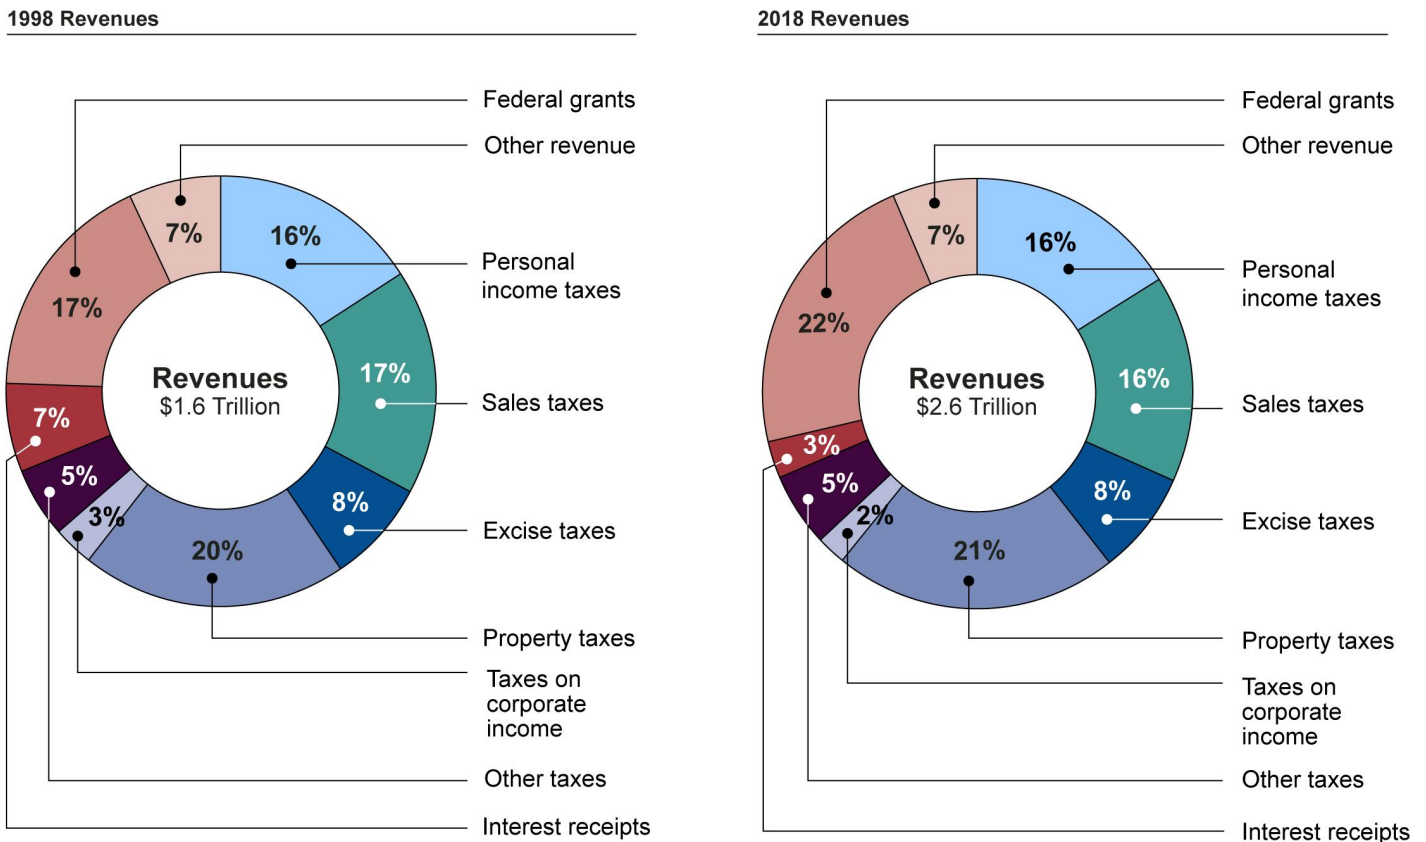 1998 Revenues
Federal grants
Other revenue
7%
16%
Personal
income taxes
17%
Revenues
$1.6 Trillion
17%
Sales taxes
7%
5%
3%
20%
8%
Excise taxes
Property taxes
Taxes on
corporate
income
Other taxes
Interest receipts
2018 Revenues
Federal grants
Other revenue
7%
16%
Personal
income taxes
22%
Revenues
$2.6 Trillion
16%
Sales taxes
3%
5%
2%
21%
8%
Excise taxes
Property taxes
Taxes on
corporate
income
Other taxes
Interest receipts